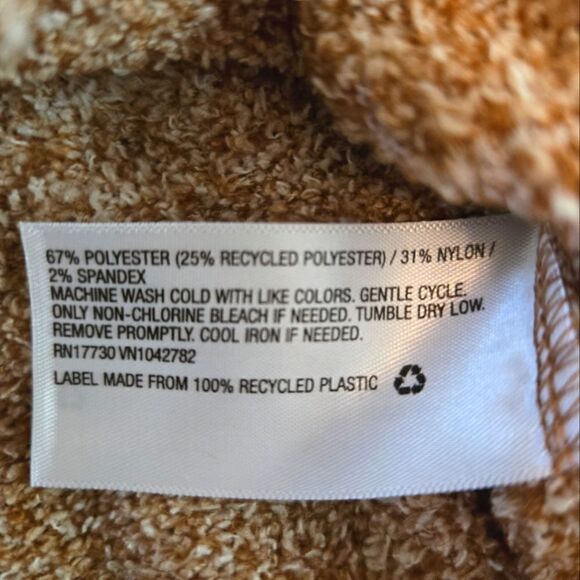 67% POLYESTER (25% RECYCLED POLYESTER) / 31% NYLON /
2% SPANDEX
MACHINE WASH COLD WITH LIKE COLORS. GENTLE CYCLE.
ONLY NON-CHLORINE BLEACH IF NEEDED. TUMBLE DRY LOW.
REMOVE PROMPTLY. COOL IRON IF NEEDED.
RN17730 VN1042782
LABEL MADE FROM 100% RECYCLED PLASTIC